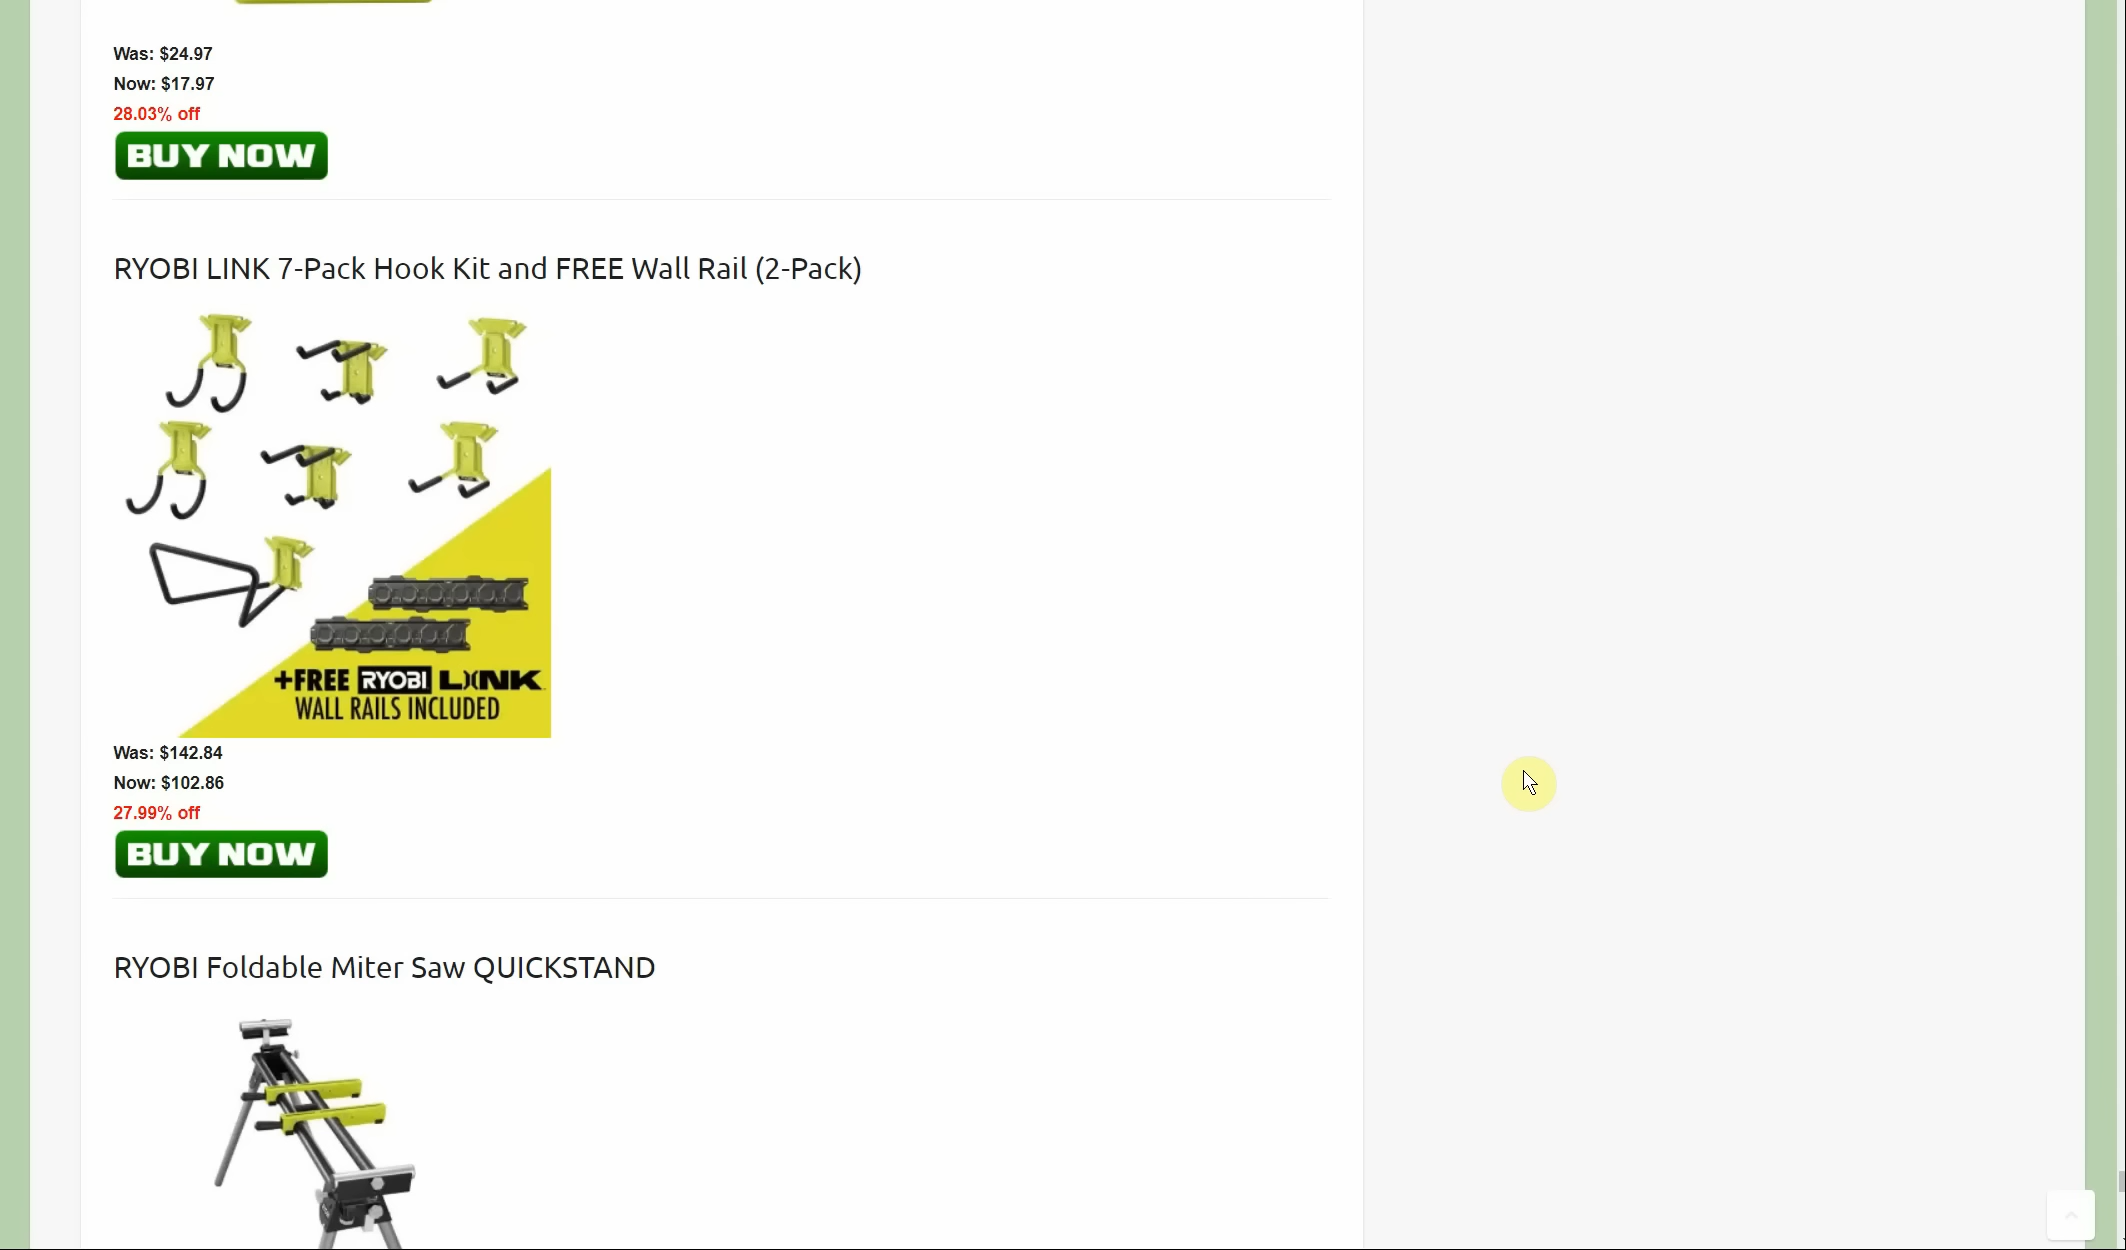 Was: $24.97
Now: $17.97
28.03% off
BUY NOW
RYOBI LINK 7-Pack Hook Kit and FREE Wall Rail (2-Pack)
+FREE RYOBI LINK
WALL RAILS INCLUDED
Was: $142.84
Now: $102.86
27.99% off
BUY NOW
RYOBI Foldable Miter Saw QUICKSTAND